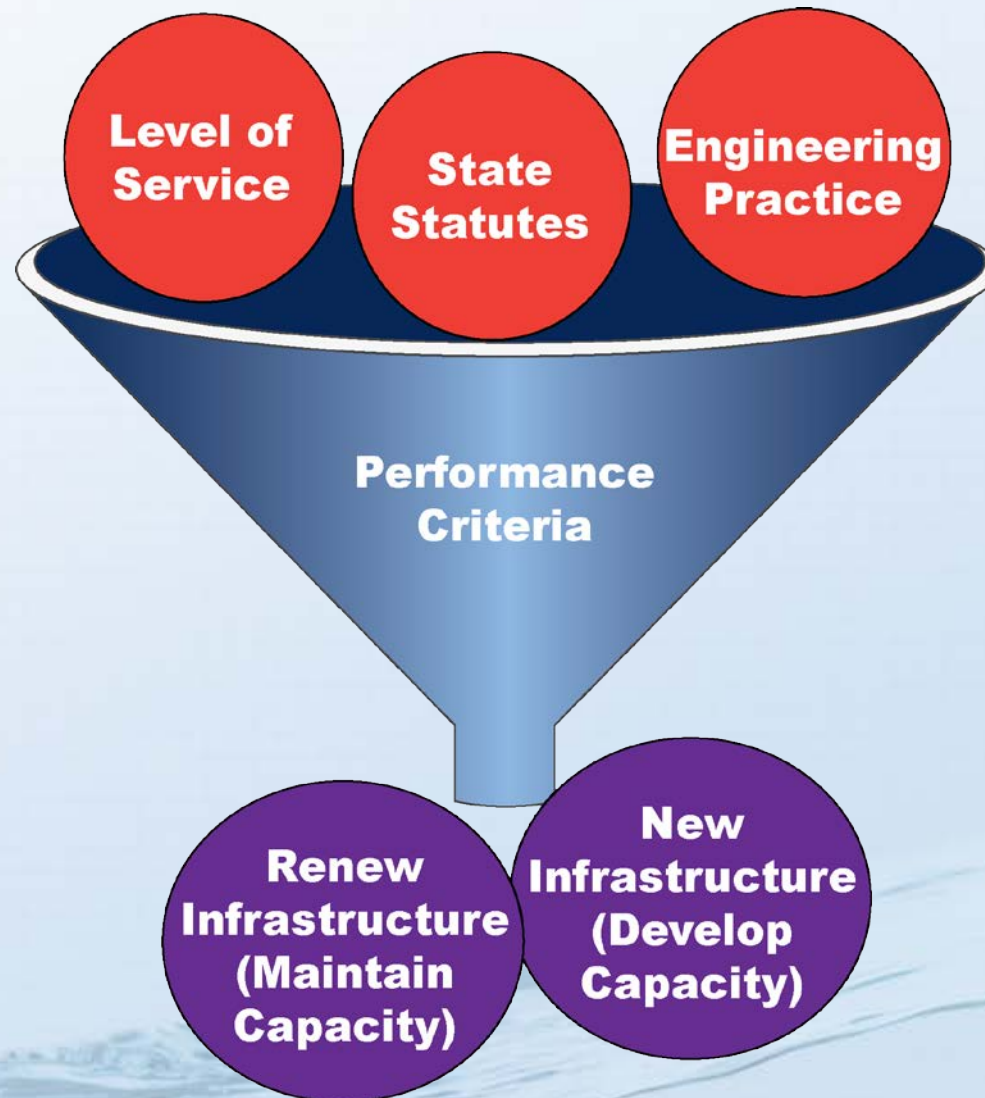 Level of
Service
State
Statutes
Engineering
Practice
Performance
Criteria
Renew
Infrastructure
(Maintain
Capacity)
New
Infrastructure
(Develop
Capacity)